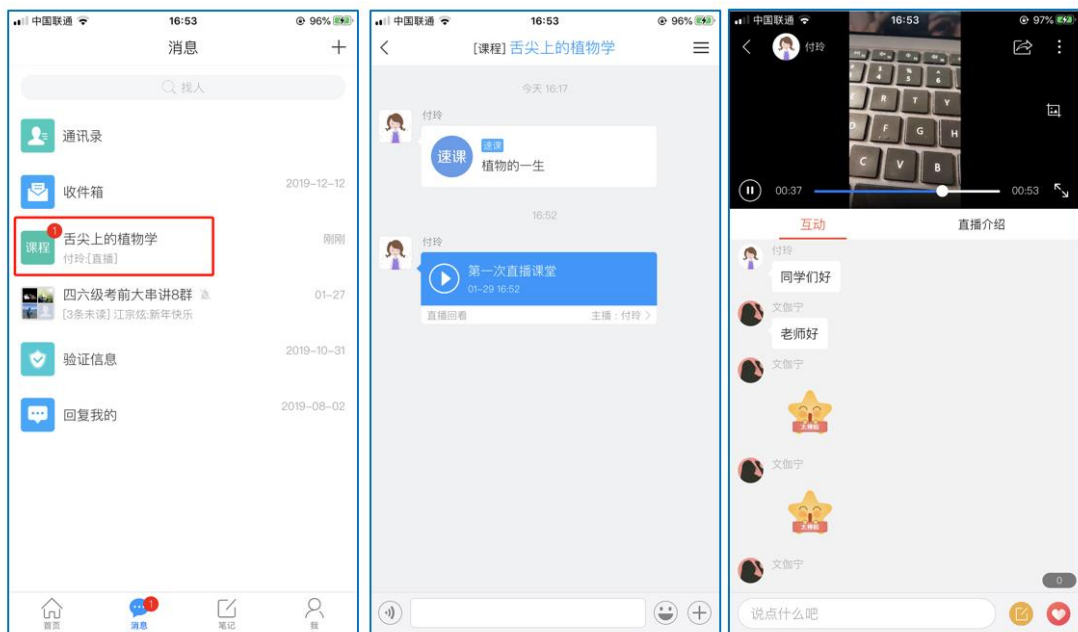 中国联通
16:53
96%
消息
找人
通讯录
收件箱
2019-12-12
课程
1
舌尖上的植物学
刚刚
付玲:[直播]
四六级考前大串讲8群
01-27
[3条未读] 江宗炫:新年快乐
验证信息
2019-10-31
回复我的
2019-08-02
首页
1
消息
笔记
我
中国联通
16:53
96%
[课程] 舌尖上的植物学
今天 16:17
付玲
速课
速课
植物的一生
16:52
付玲
第一次直播课堂
01-29 16:52
直播回看
主播：付玲
中国联通
16:53
97%
付玲
R T Y
D F G H
C V B
00:37
00:53
互动
直播介绍
付玲
同学们好
文伽宁
老师好
文伽宁
文伽宁
文伽宁
0
说点什么吧